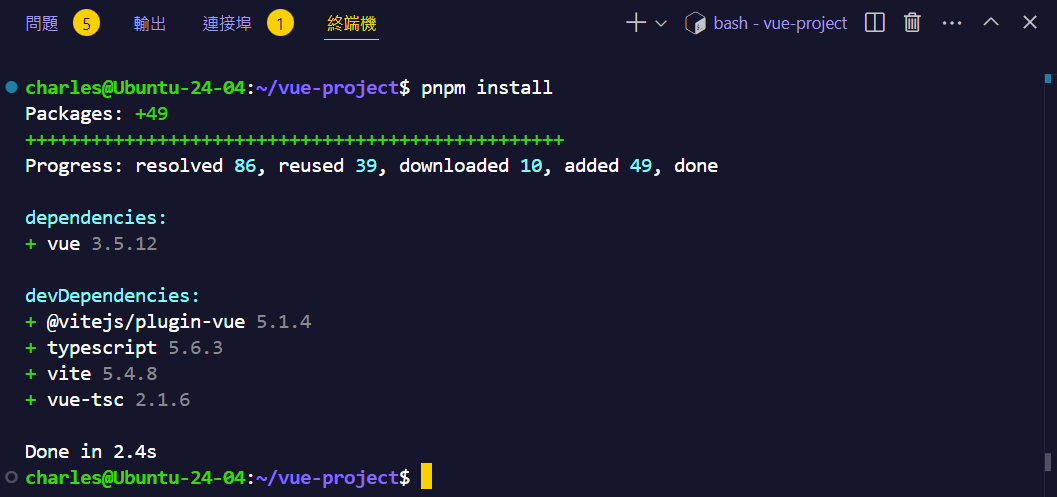 問題 5 輸出 連接埠 1 終端機 bash - vue-project
charles@Ubuntu-24-04:~/vue-project$ pnpm install
Packages: +49
+++++++++++++++++++++++++++++++++++++++++++++++++
Progress: resolved 86, reused 39, downloaded 10, added 49, done
dependencies:
+ vue 3.5.12
devDependencies:
+ @vitejs/plugin-vue 5.1.4
+ typescript 5.6.3
+ vite 5.4.8
+ vue-tsc 2.1.6
Done in 2.4s
charles@Ubuntu-24-04:~/vue-project$